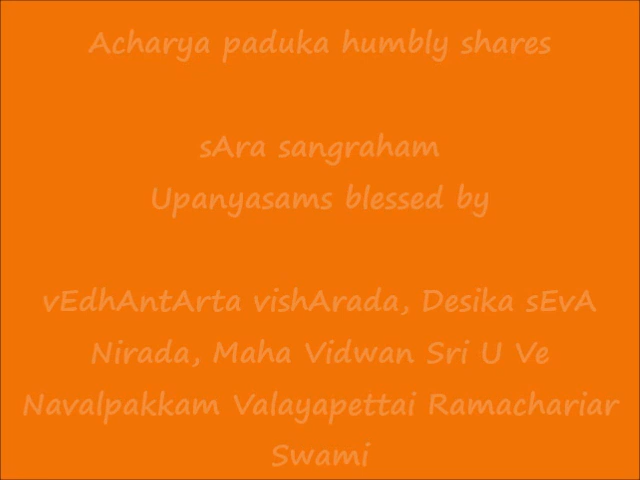 Acharya paduka humbly shares
sAra sangraham
Upanyasams blessed by
vEdhAntArta vishArada, Desika sEvA
Nirada, Maha Vidwan Sri U Ve
Navalpakkam Valayapettai Ramachariar
Swami